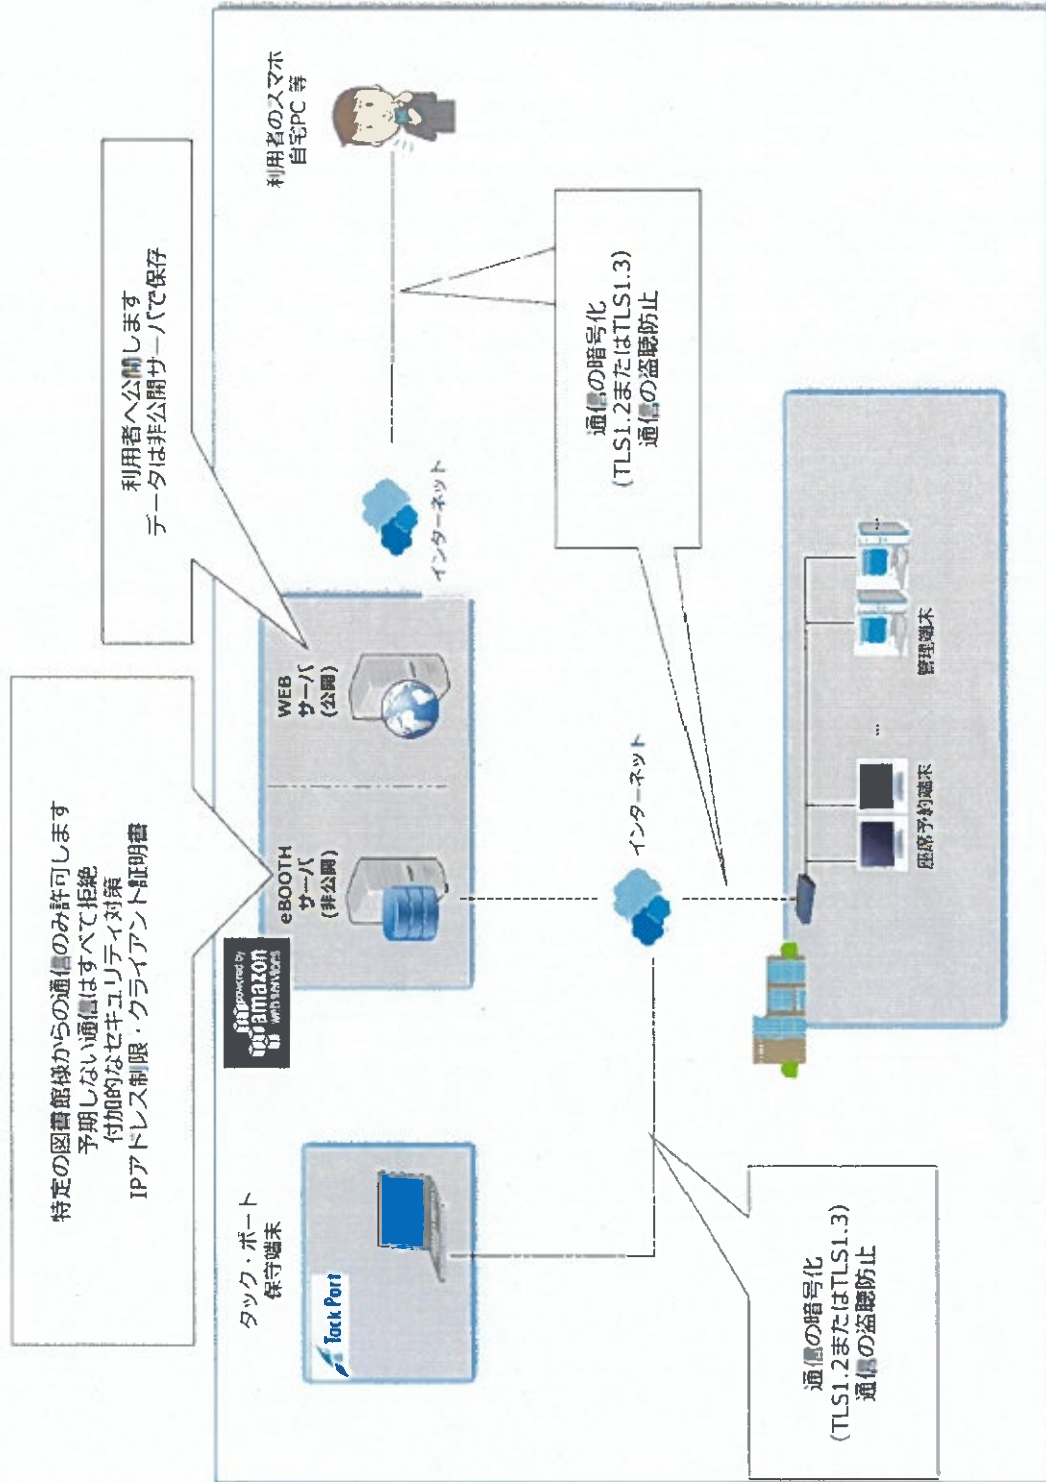 特定の図書館様からの通信のみ許可します
予期しない通信はすべて拒絶
付加的なセキュリティ対策
IPアドレス制限・クライアント証明書
利用者へ公開します
データは非公開サーバで保存
タック・ポート
保守端末
Tack Port
powered by
amazon
web services
eBOOTH
サーバ
(非公開)
WEB
サーバ
(公開)
インターネット
利用者のスマホ
自宅PC 等
インターネット
通信の暗号化
(TLS1.2またはTLS1.3)
通信の盗聴防止
通信の暗号化
(TLS1.2またはTLS1.3)
通信の盗聴防止
座席予約端末
...
管理端末
...